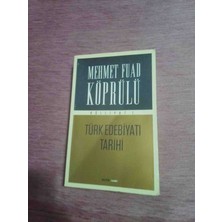 MEHMET FUAD
KÖPRÜLÜ
TÜRK EDEBİYATI
TARİHİ